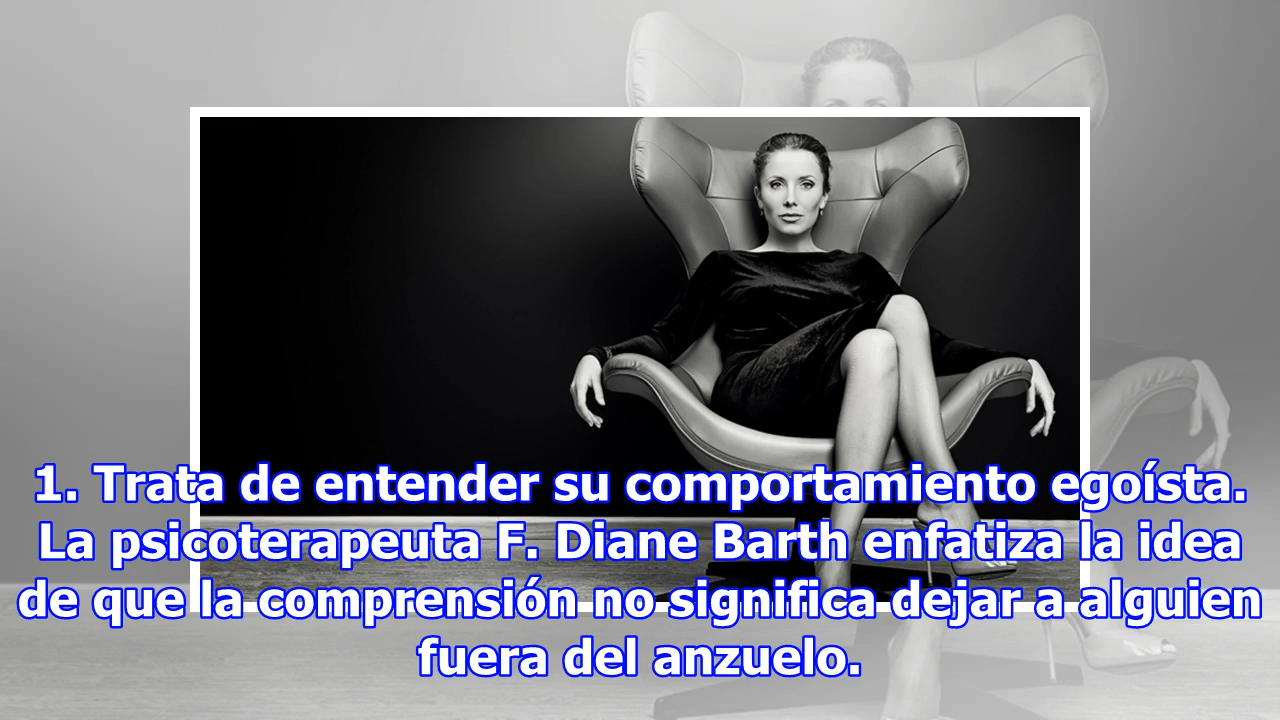 1. Trata de entender su comportamiento egoísta.
La psicoterapeuta F. Diane Barth enfatiza la idea
de que la comprensión no significa dejar a alguien
fuera del anzuelo.